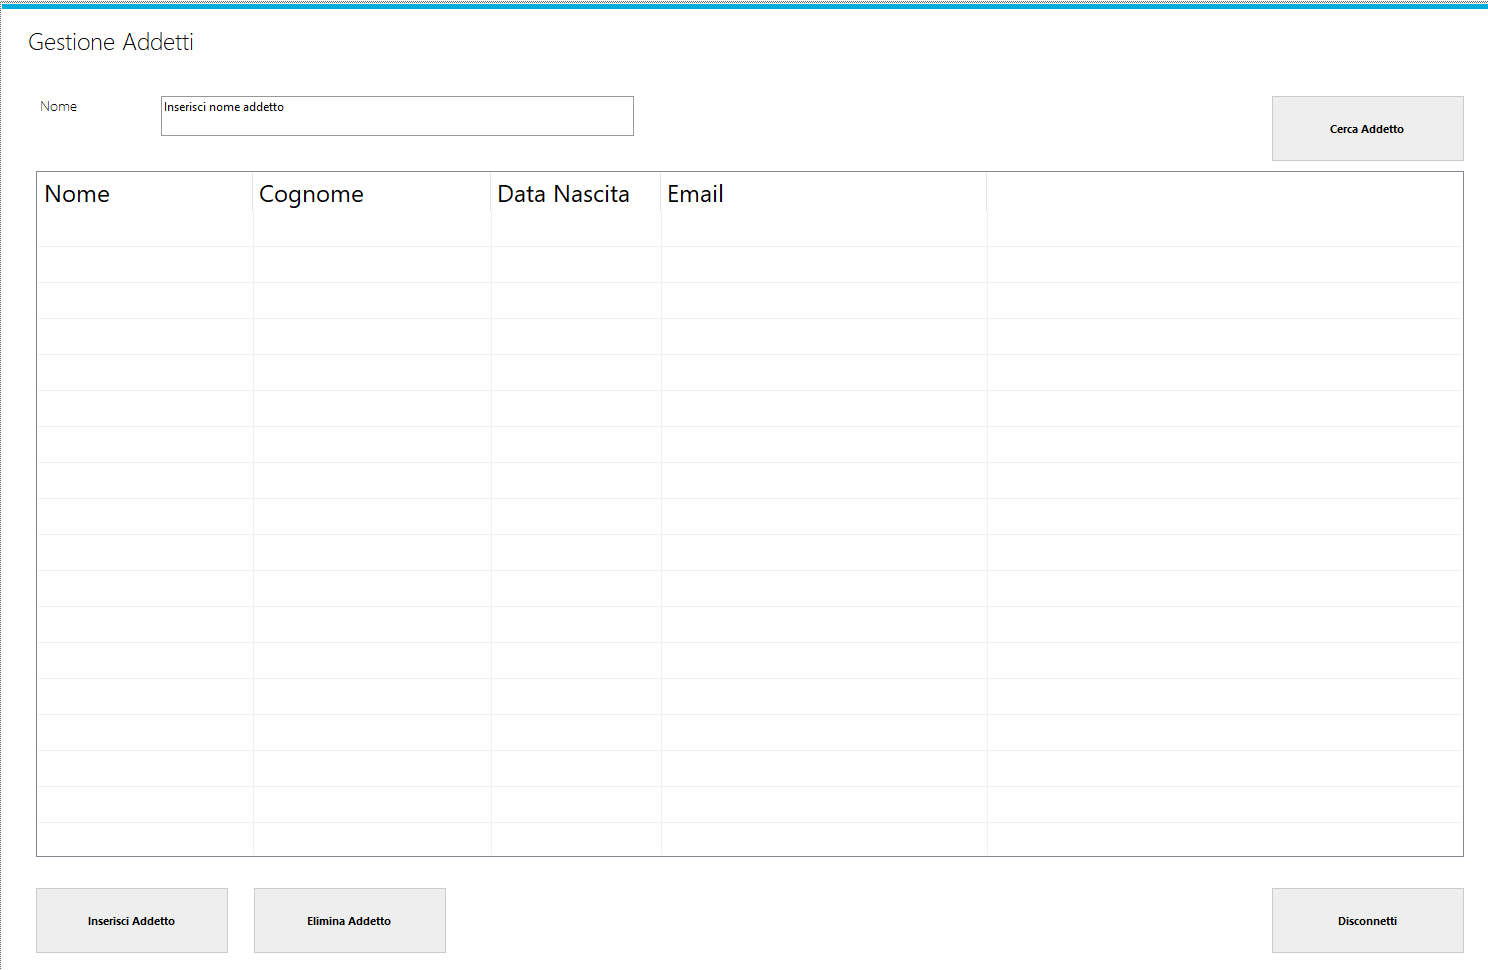 Gestione Addetti
Nome
Inserisci nome addetto
Cerca Addetto
Nome Cognome Data Nascita Email
Inserisci Addetto
Elimina Addetto
Disconnetti